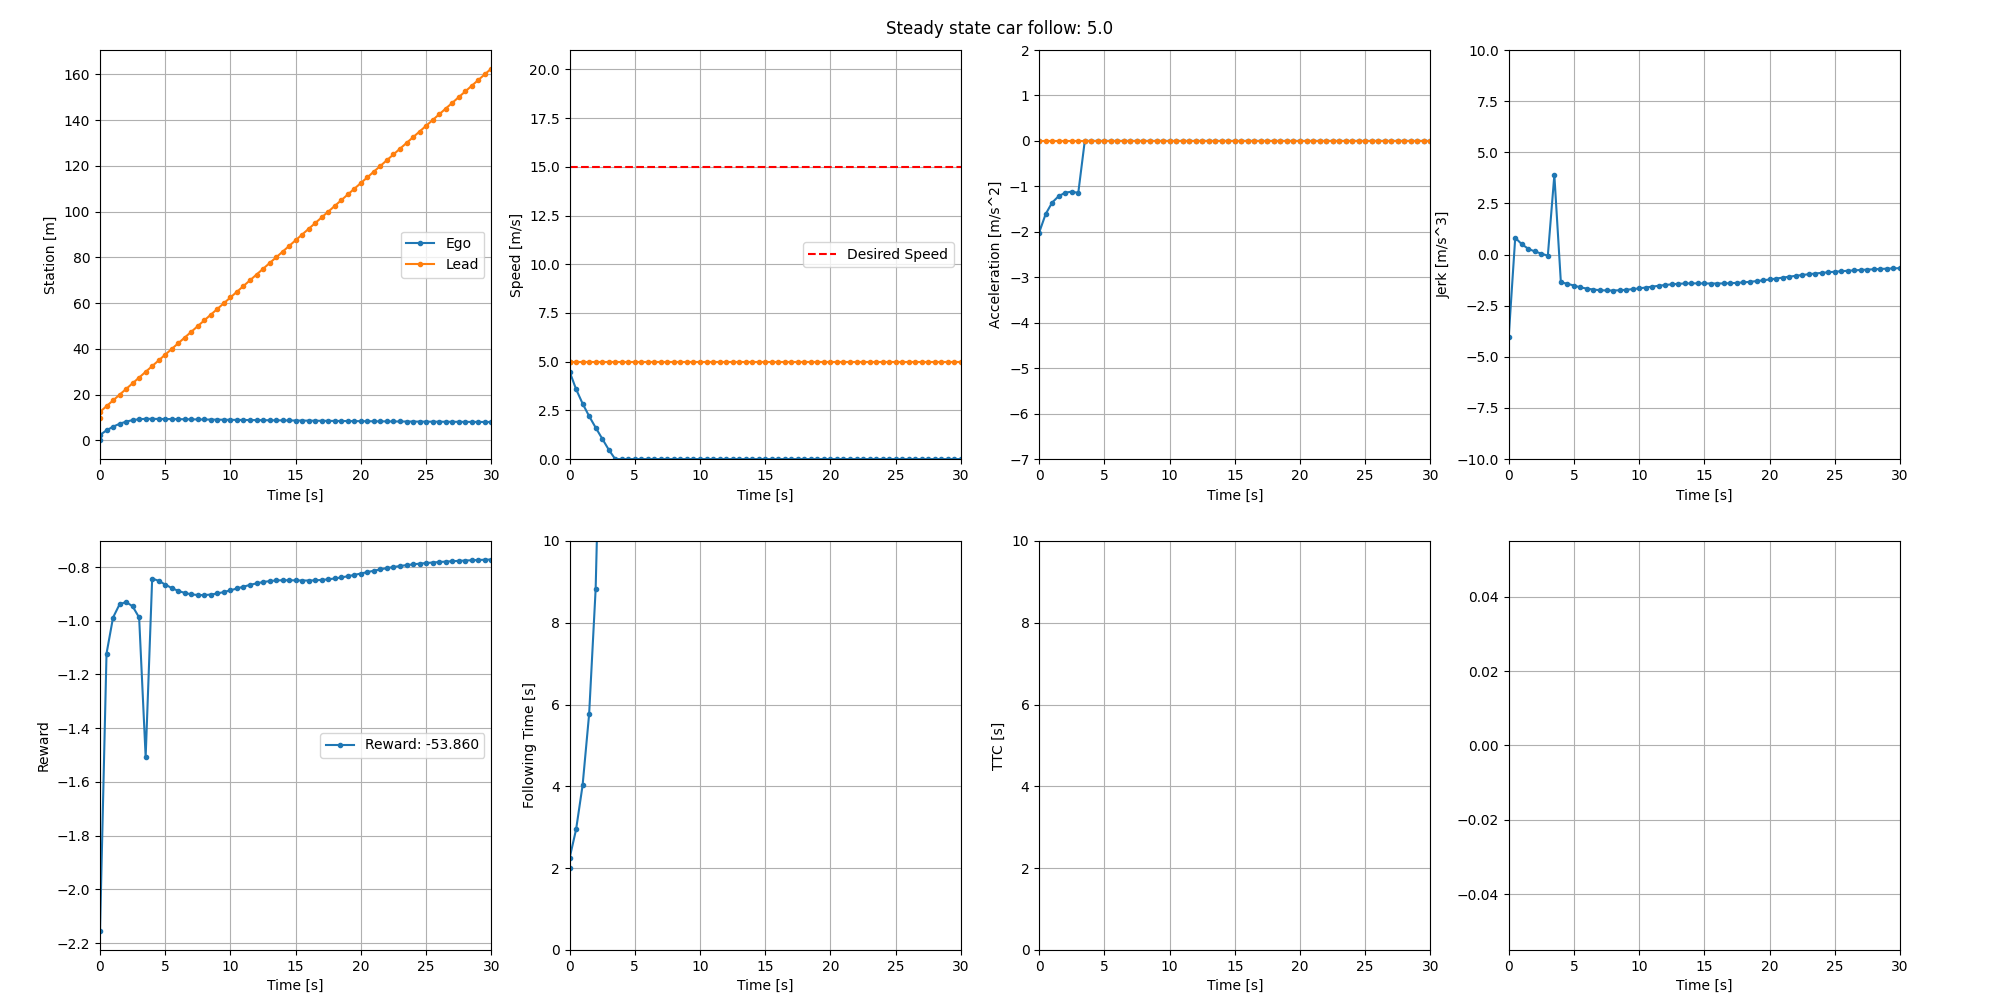 Steady state car follow: 5.0
Station [m]
160
140
120
100
80
60
40
20
0
Ego
Lead
0 5 10 15 20 25 30
Time [s]
Speed [m/s]
20.0
17.5
15.0
12.5
10.0
7.5
5.0
2.5
0.0
Desired Speed
0 5 10 15 20 25 30
Time [s]
Acceleration [m/s^2]
2
1
0
−1
−2
−3
−4
−5
−6
−7
0 5 10 15 20 25 30
Time [s]
Jerk [m/s^3]
10.0
7.5
5.0
2.5
0.0
−2.5
−5.0
−7.5
−10.0
0 5 10 15 20 25 30
Time [s]
Reward
−0.8
−1.0
−1.2
−1.4
−1.6
−1.8
−2.0
−2.2
Reward: -53.860
0 5 10 15 20 25 30
Time [s]
Following Time [s]
10
8
6
4
2
0
0 5 10 15 20 25 30
Time [s]
TTC [s]
10
8
6
4
2
0
0 5 10 15 20 25 30
Time [s]
0.04
0.02
0.00
−0.02
−0.04
0 5 10 15 20 25 30
Time [s]